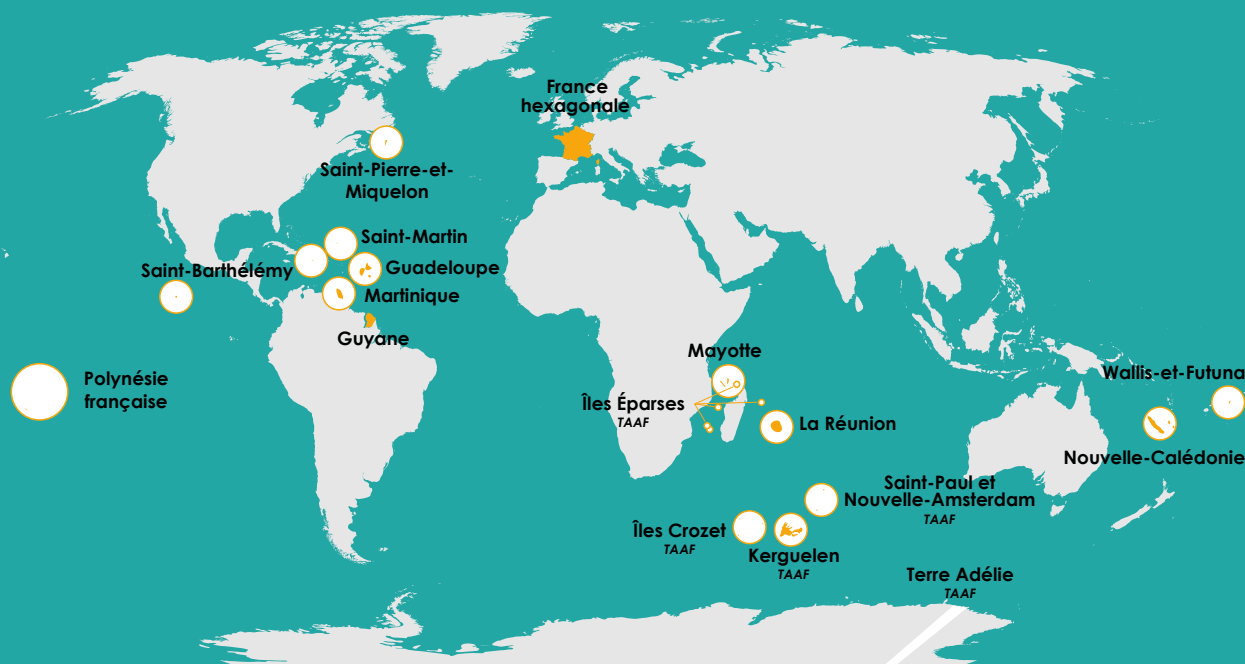 France
hexagonale
Saint-Pierre-et-
Miquelon
Saint-Martin
Saint-Barthélémy
Guadeloupe
Martinique
Guyane
Mayotte
Polynésie
française
Wallis-et-Futuna
Îles Éparses
TAAF
La Réunion
Nouvelle-Calédonie
Saint-Paul et
Nouvelle-Amsterdam
TAAF
Îles Crozet
TAAF
Kerguelen
TAAF
Terre Adélie
TAAF